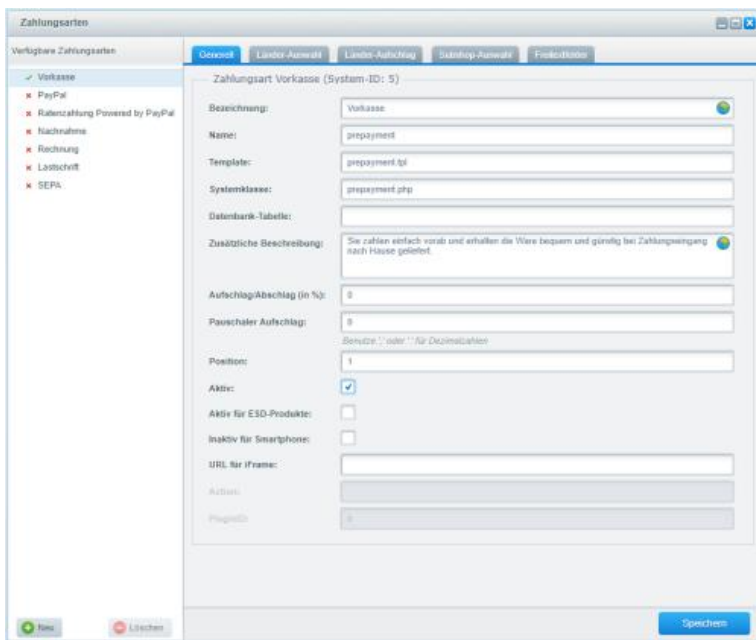 Zahlungsarten
Verfügbare Zahlungsarten
Vorkasse
PayPal
Ratenzahlung Powered by PayPal
Nachnahme
Rechnung
Lastschrift
SEPA
Neu
Löschen
Generell
Länder-Auswahl
Länder-Aufschlag
Subshop-Auswahl
Freitextfelder
Zahlungsart Vorkasse (System-ID: 5)
Bezeichnung: Vorkasse
Name: prepayment
Template: prepayment.tpl
Systemklasse: prepayment.php
Datenbank-Tabelle:
Zusätzliche Beschreibung: Sie zahlen einfach vorab und erhalten die Ware bequem und günstig bei Zahlungseingang
nach Hause geliefert.
Aufschlag/Abschlag (in %): 0
Pauschaler Aufschlag: 0
Benutze ',' oder '.' für Dezimalzahlen
Position: 1
Aktiv:
Aktiv für ESD-Produkte:
Inaktiv für Smartphone:
URL für iFrame:
Action:
PluginID: 0
Speichern